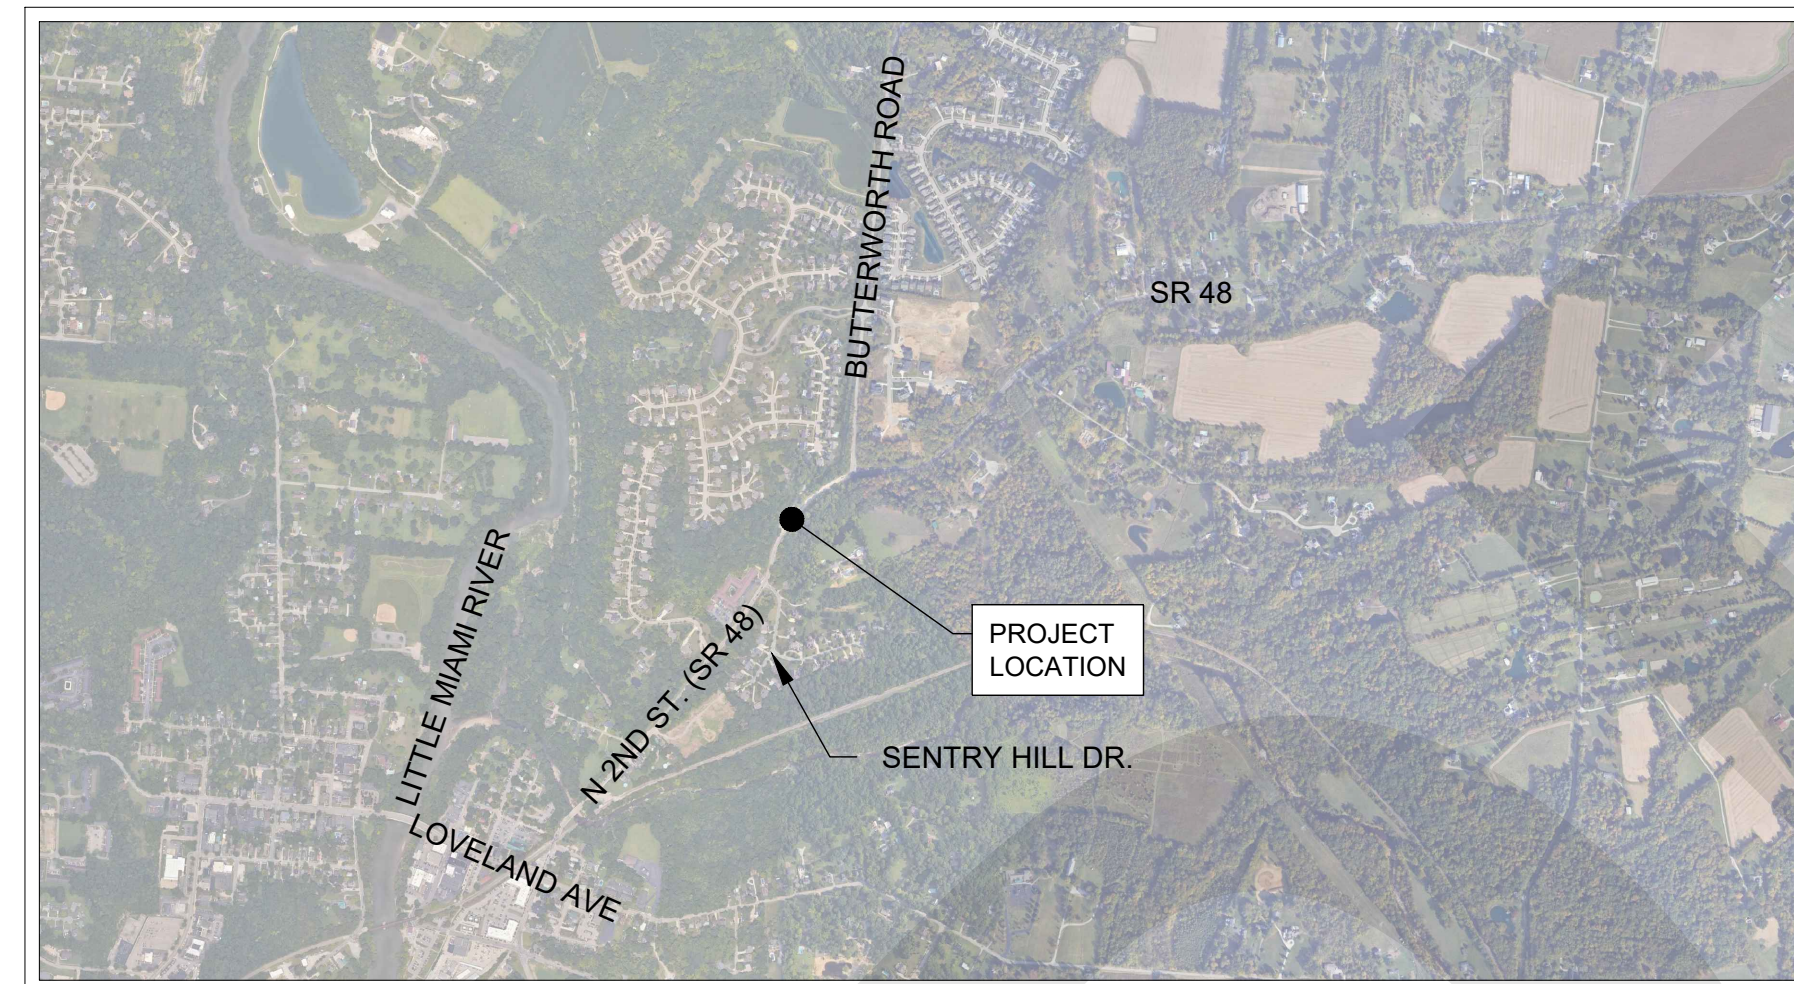 BUTTERWORTH ROAD
SR 48
LITTLE MIAMI RIVER
N 2ND ST. (SR 48)
PROJECT
LOCATION
SENTRY HILL DR.
LOVELAND AVE